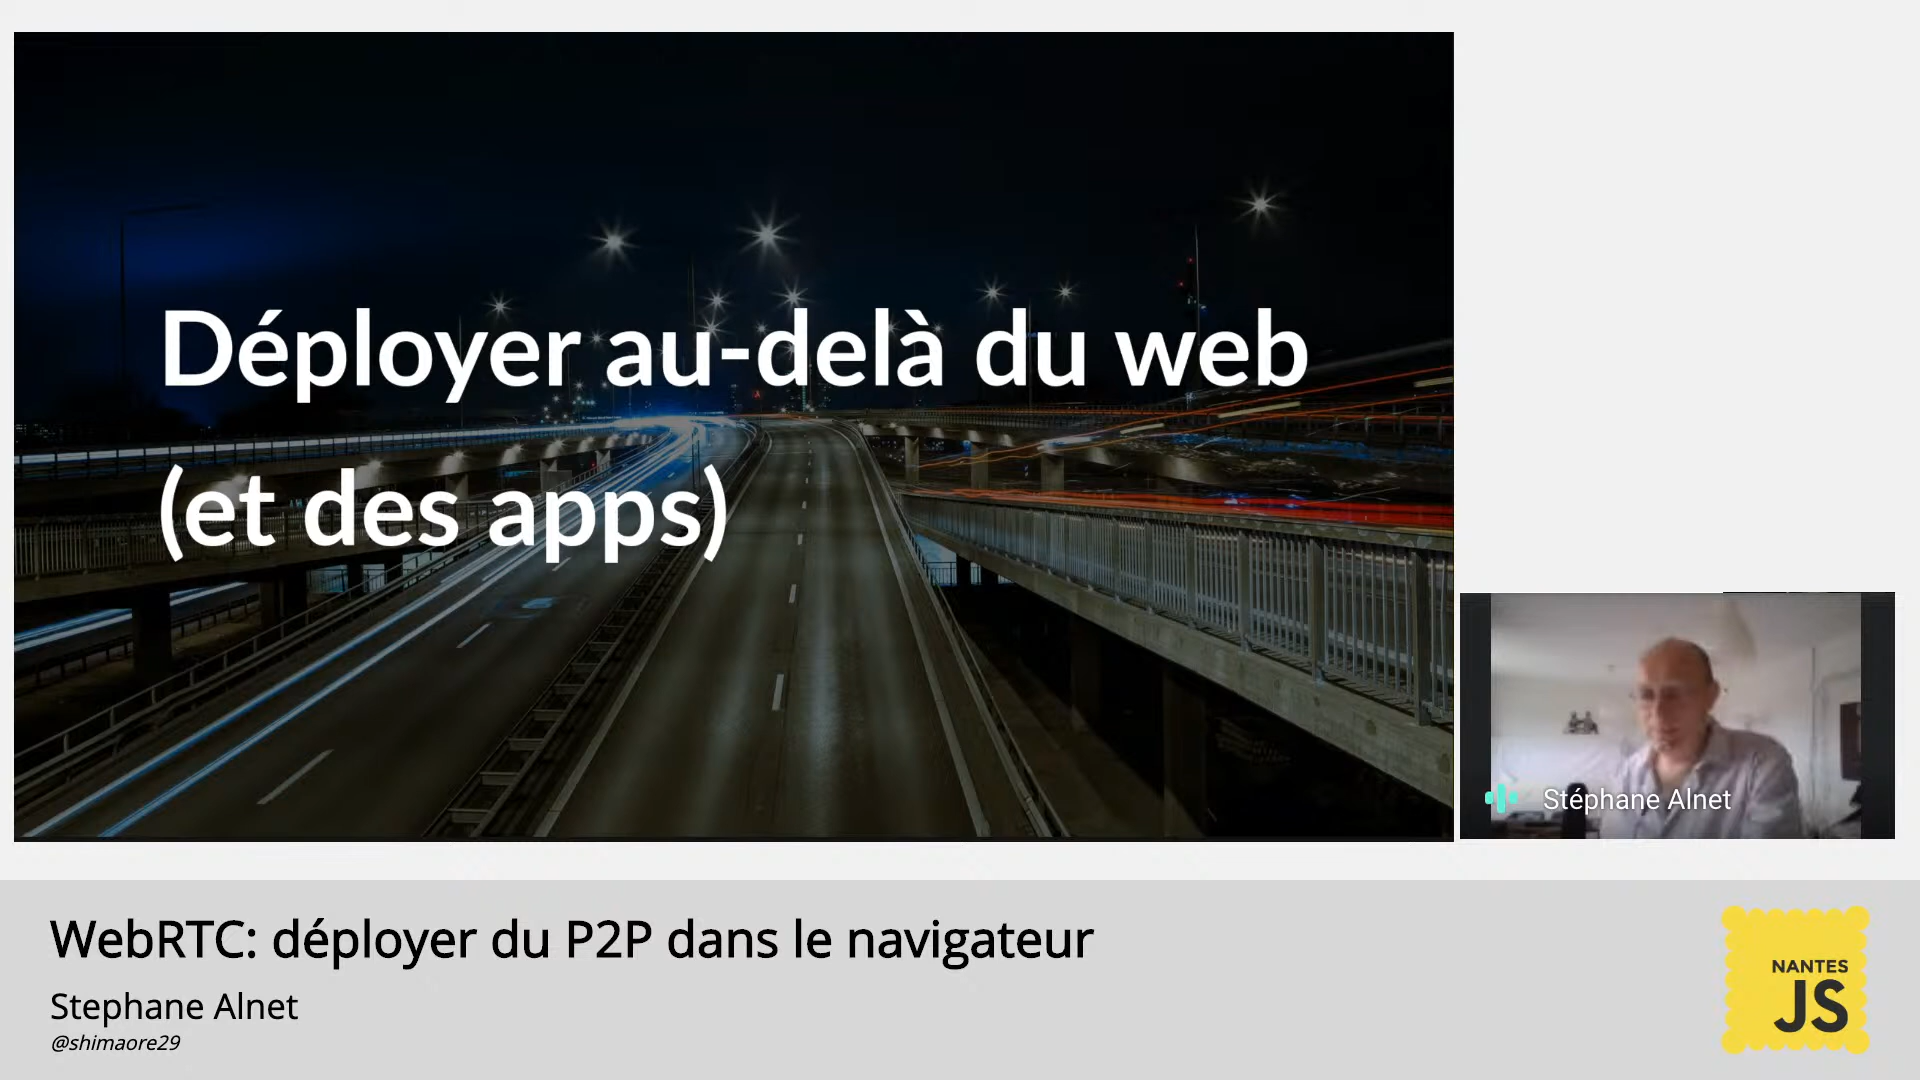 Déployer au-delà du web
(et des apps)
Stéphane Alnet
WebRTC: déployer du P2P dans le navigateur
Stephane Alnet
@shimaore29
NANTES
JS